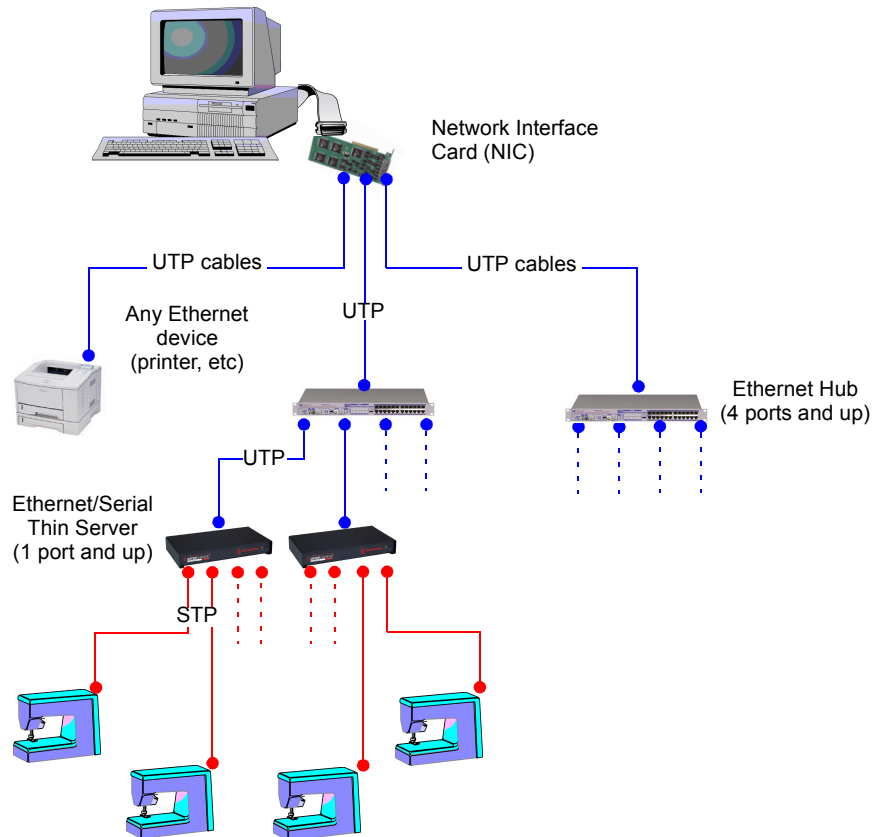 Network Interface
Card (NIC)
UTP cables
UTP cables
Any Ethernet
device
(printer, etc)
UTP
Ethernet Hub
(4 ports and up)
UTP
Ethernet/Serial
Thin Server
(1 port and up)
STP